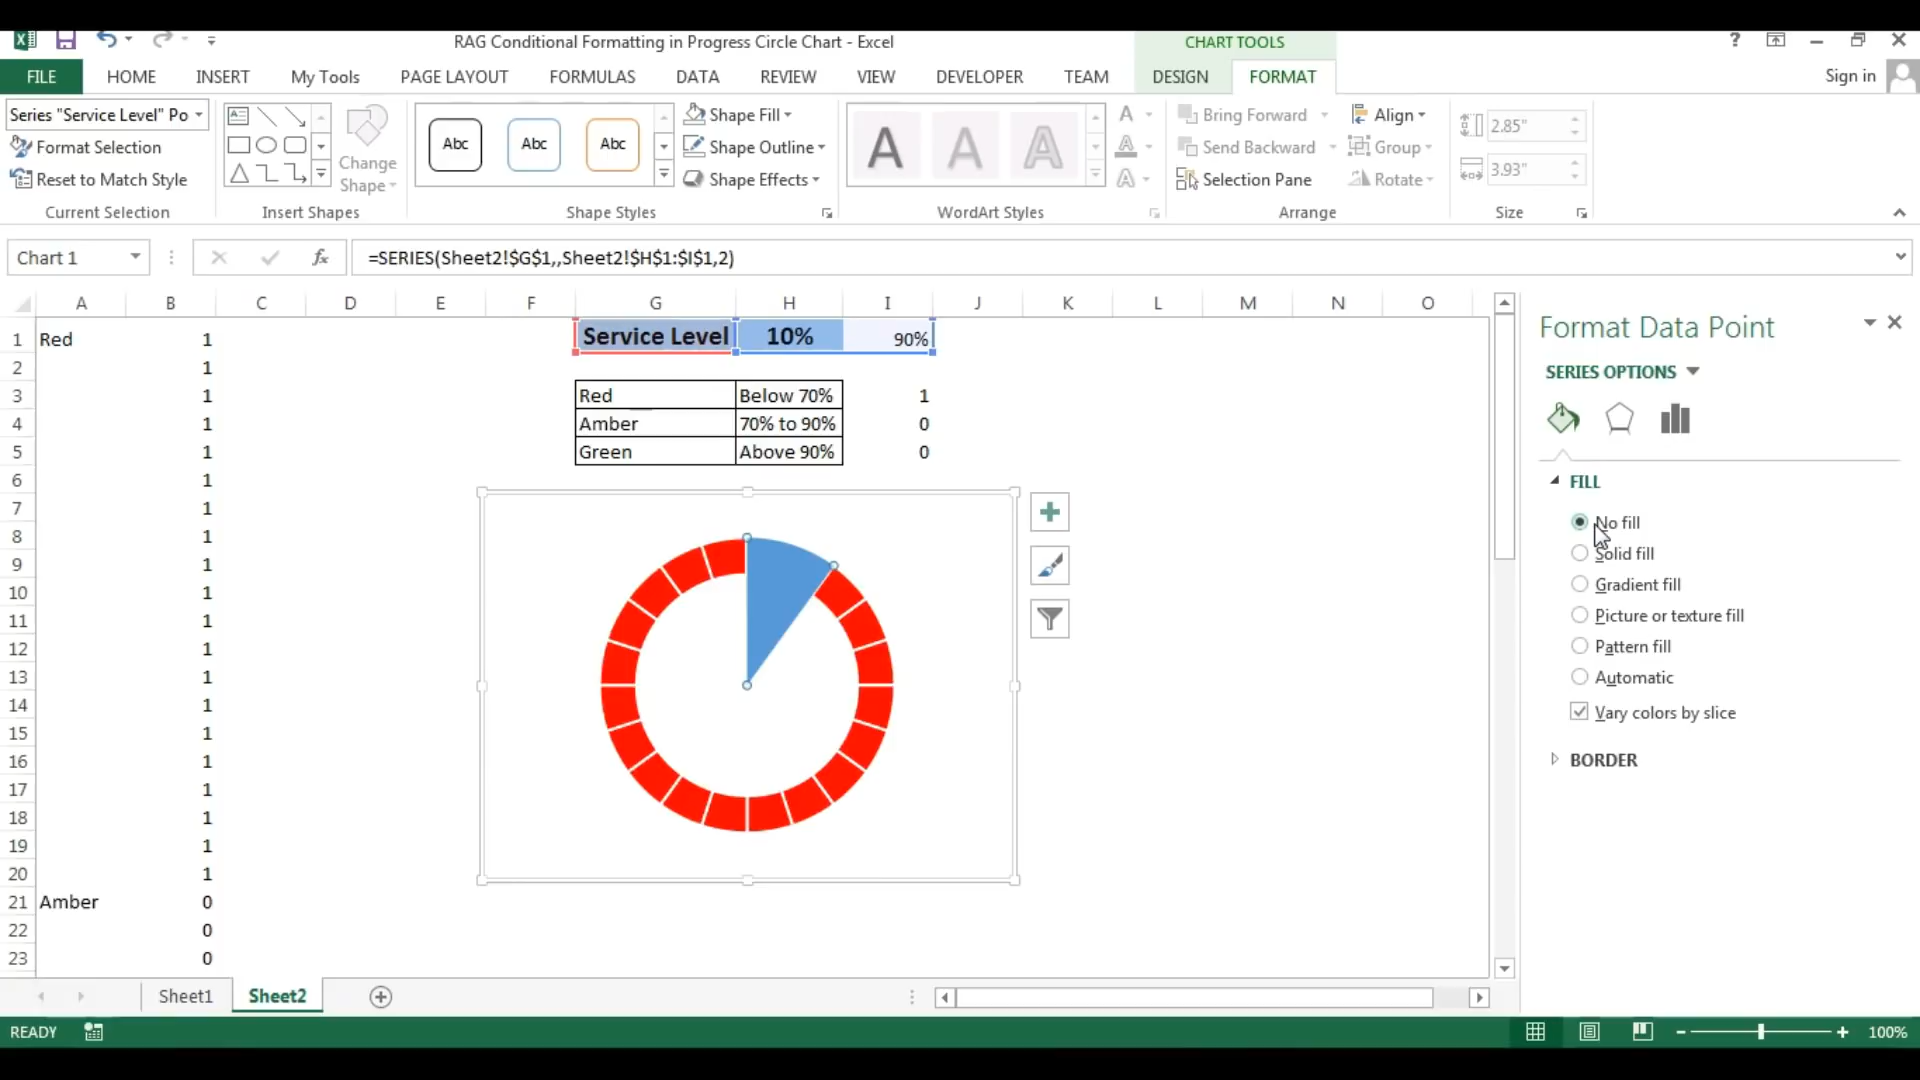 RAG Conditional Formatting in Progress Circle Chart - Excel
CHART TOOLS
?
FILE HOME INSERT My Tools PAGE LAYOUT FORMULAS DATA REVIEW VIEW DEVELOPER TEAM DESIGN FORMAT Sign in
Series "Service Level" Po
Format Selection
Reset to Match Style
Current Selection
Change
Shape
Insert Shapes
Abc Abc Abc
Shape Fill
Shape Outline
Shape Effects
Shape Styles
A A A
WordArt Styles
Bring Forward
Send Backward
Selection Pane
Align
Group
Rotate
Arrange
2.85"
3.93"
Size
Chart 1 fx =SERIES(Sheet2!$G$1,,Sheet2!$H$1:$I$1,2)
A B C D E F G H I J K L M N O
1 Red 1 Service Level 10% 90%
2 1
3 1 Red Below 70% 1
4 1 Amber 70% to 90% 0
5 1 Green Above 90% 0
6 1
7 1
8 1
9 1
10 1
11 1
12 1
13 1
14 1
15 1
16 1
17 1
18 1
19 1
20 1
21 Amber 0
22 0
23 0
Format Data Point
SERIES OPTIONS
FILL
No fill
Solid fill
Gradient fill
Picture or texture fill
Pattern fill
Automatic
Vary colors by slice
BORDER
Sheet1 Sheet2
READY 100%